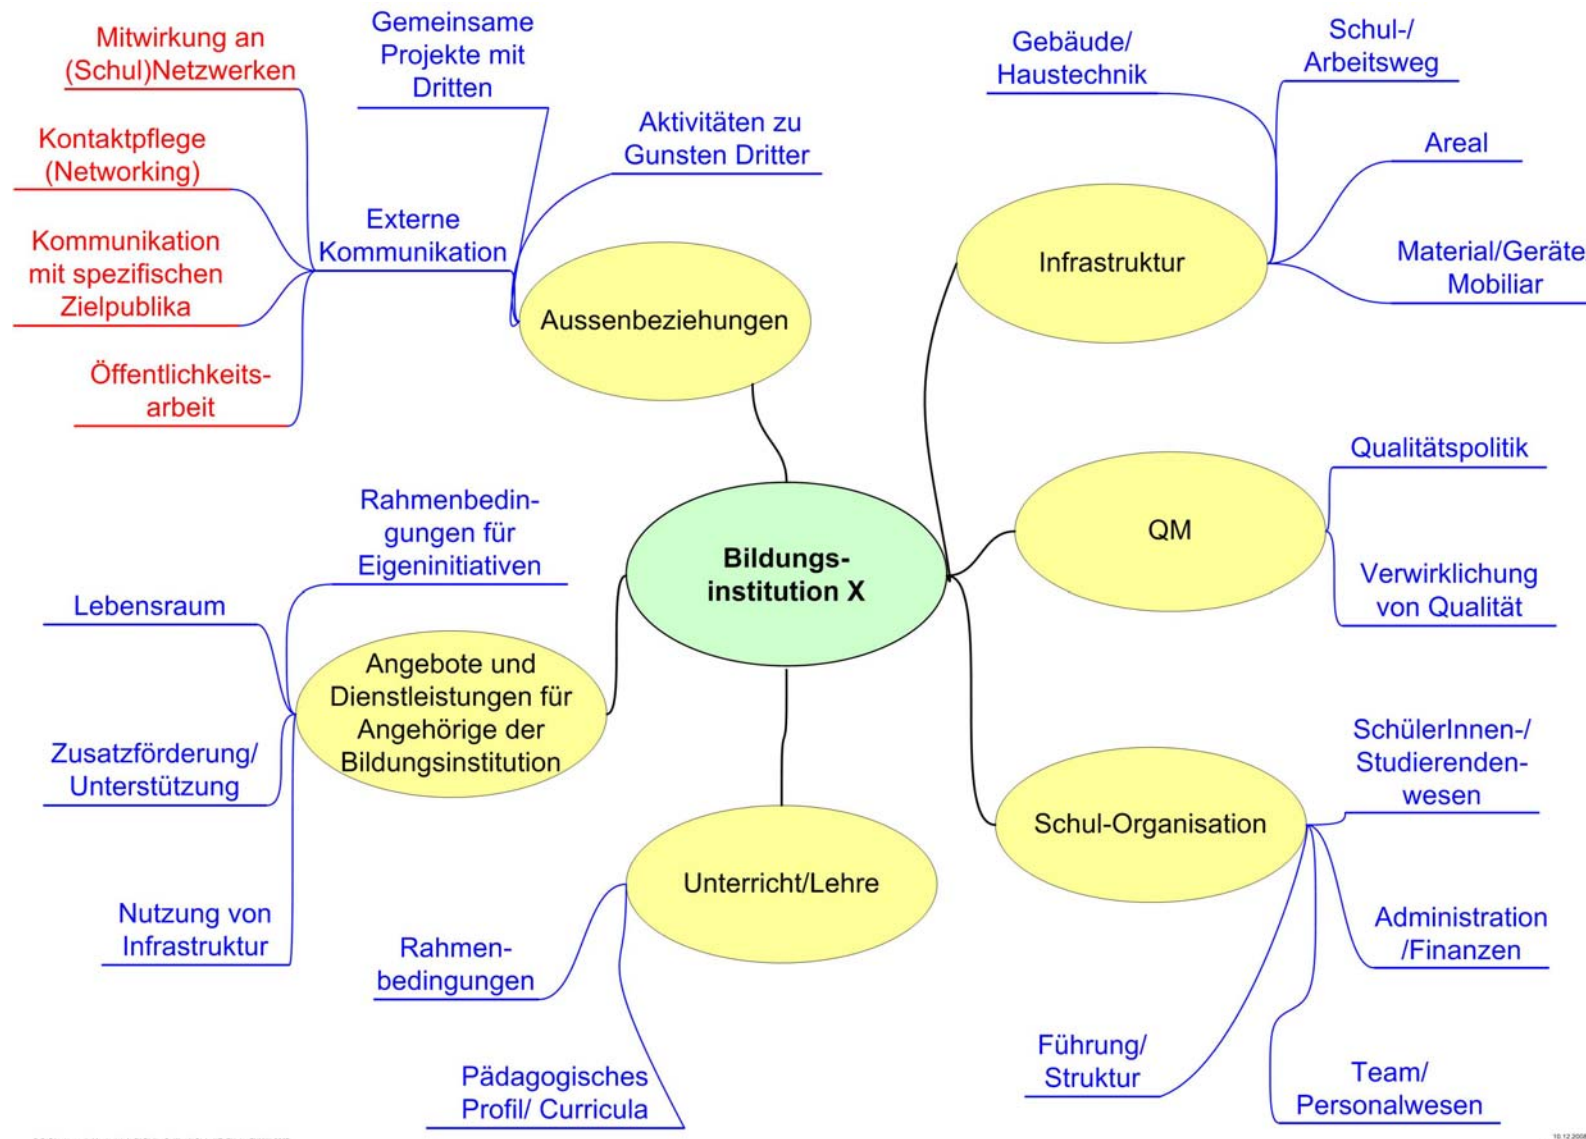 Mitwirkung an
(Schul)Netzwerken
Gemeinsame
Projekte mit
Dritten
Kontaktpflege
(Networking)
Aktivitäten zu
Gunsten Dritter
Kommunikation
mit spezifischen
Zielpublika
Externe
Kommunikation
Öffentlichkeits-
arbeit
Aussenbeziehungen
Gebäude/
Haustechnik
Schul-/
Arbeitsweg
Areal
Infrastruktur
Material/Geräte
Mobiliar
Qualitätspolitik
QM
Verwirklichung
von Qualität
Bildungs-
institution X
Rahmenbedin-
gungen für
Eigeninitiativen
Lebensraum
Angebote und
Dienstleistungen für
Angehörige der
Bildungsinstitution
Zusatzförderung/
Unterstützung
Nutzung von
Infrastruktur
Unterricht/Lehre
Rahmen-
bedingungen
Pädagogisches
Profil/ Curricula
SchülerInnen-/
Studierenden-
wesen
Schul-Organisation
Administration
/Finanzen
Führung/
Struktur
Team/
Personalwesen